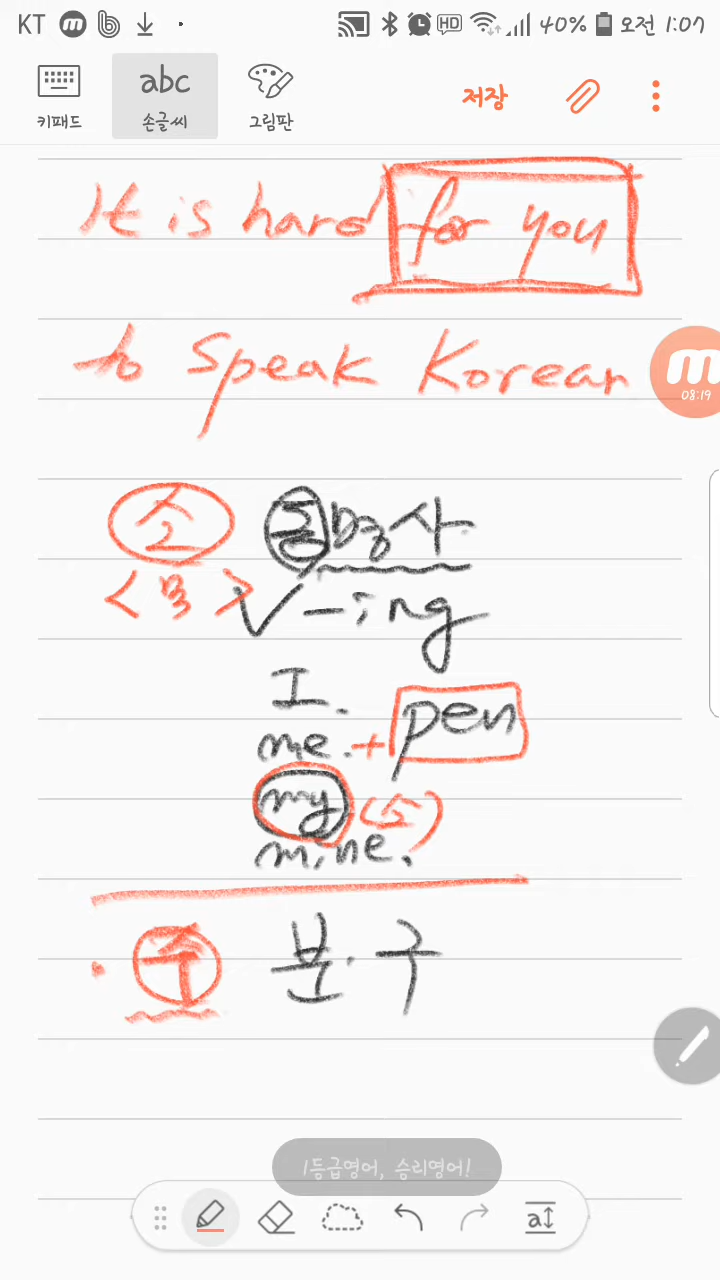 KT 40% 오전 1:07
키패드 abc 손글씨 그림판 저장
It is hard for you
to Speak Korean
08:19
소 동명사
<목> V-ing
I.
me. + pen
my (소)
mine.
주 분.구
1등급영어, 승리영어!